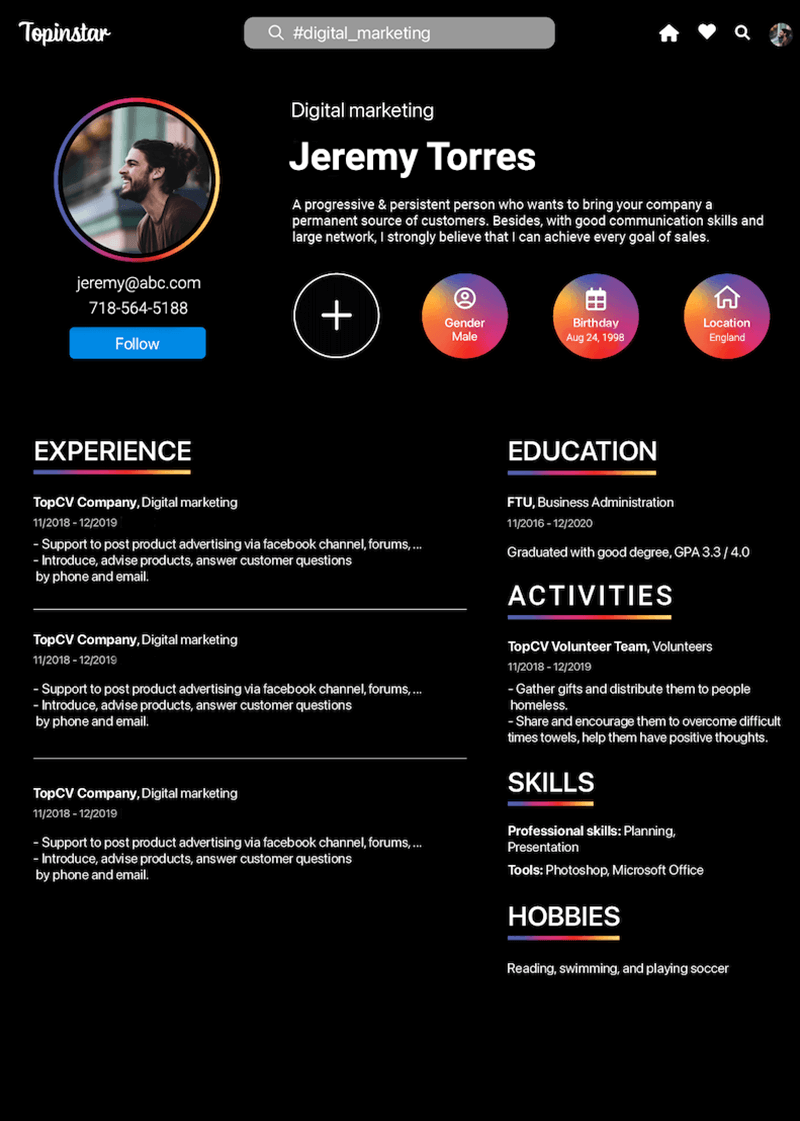 Topinstar
#digital_marketing
Digital marketing
Jeremy Torres
A progressive & persistent person who wants to bring your company a
permanent source of customers. Besides, with good communication skills and
large network, I strongly believe that I can achieve every goal of sales.
jeremy@abc.com
718-564-5188
Follow
Gender
Male
Birthday
Aug 24, 1998
Location
England
EXPERIENCE
TopCV Company, Digital marketing
11/2018 - 12/2019
- Support to post product advertising via facebook channel, forums, ...
- Introduce, advise products, answer customer questions
by phone and email.
TopCV Company, Digital marketing
11/2018 - 12/2019
- Support to post product advertising via facebook channel, forums, ...
- Introduce, advise products, answer customer questions
by phone and email.
TopCV Company, Digital marketing
11/2018 - 12/2019
- Support to post product advertising via facebook channel, forums, ...
- Introduce, advise products, answer customer questions
by phone and email.
EDUCATION
FTU, Business Administration
11/2016 - 12/2020
Graduated with good degree, GPA 3.3 / 4.0
ACTIVITIES
TopCV Volunteer Team, Volunteers
11/2018 - 12/2019
- Gather gifts and distribute them to people
homeless.
- Share and encourage them to overcome difficult
times towels, help them have positive thoughts.
SKILLS
Professional skills: Planning,
Presentation
Tools: Photoshop, Microsoft Office
HOBBIES
Reading, swimming, and playing soccer